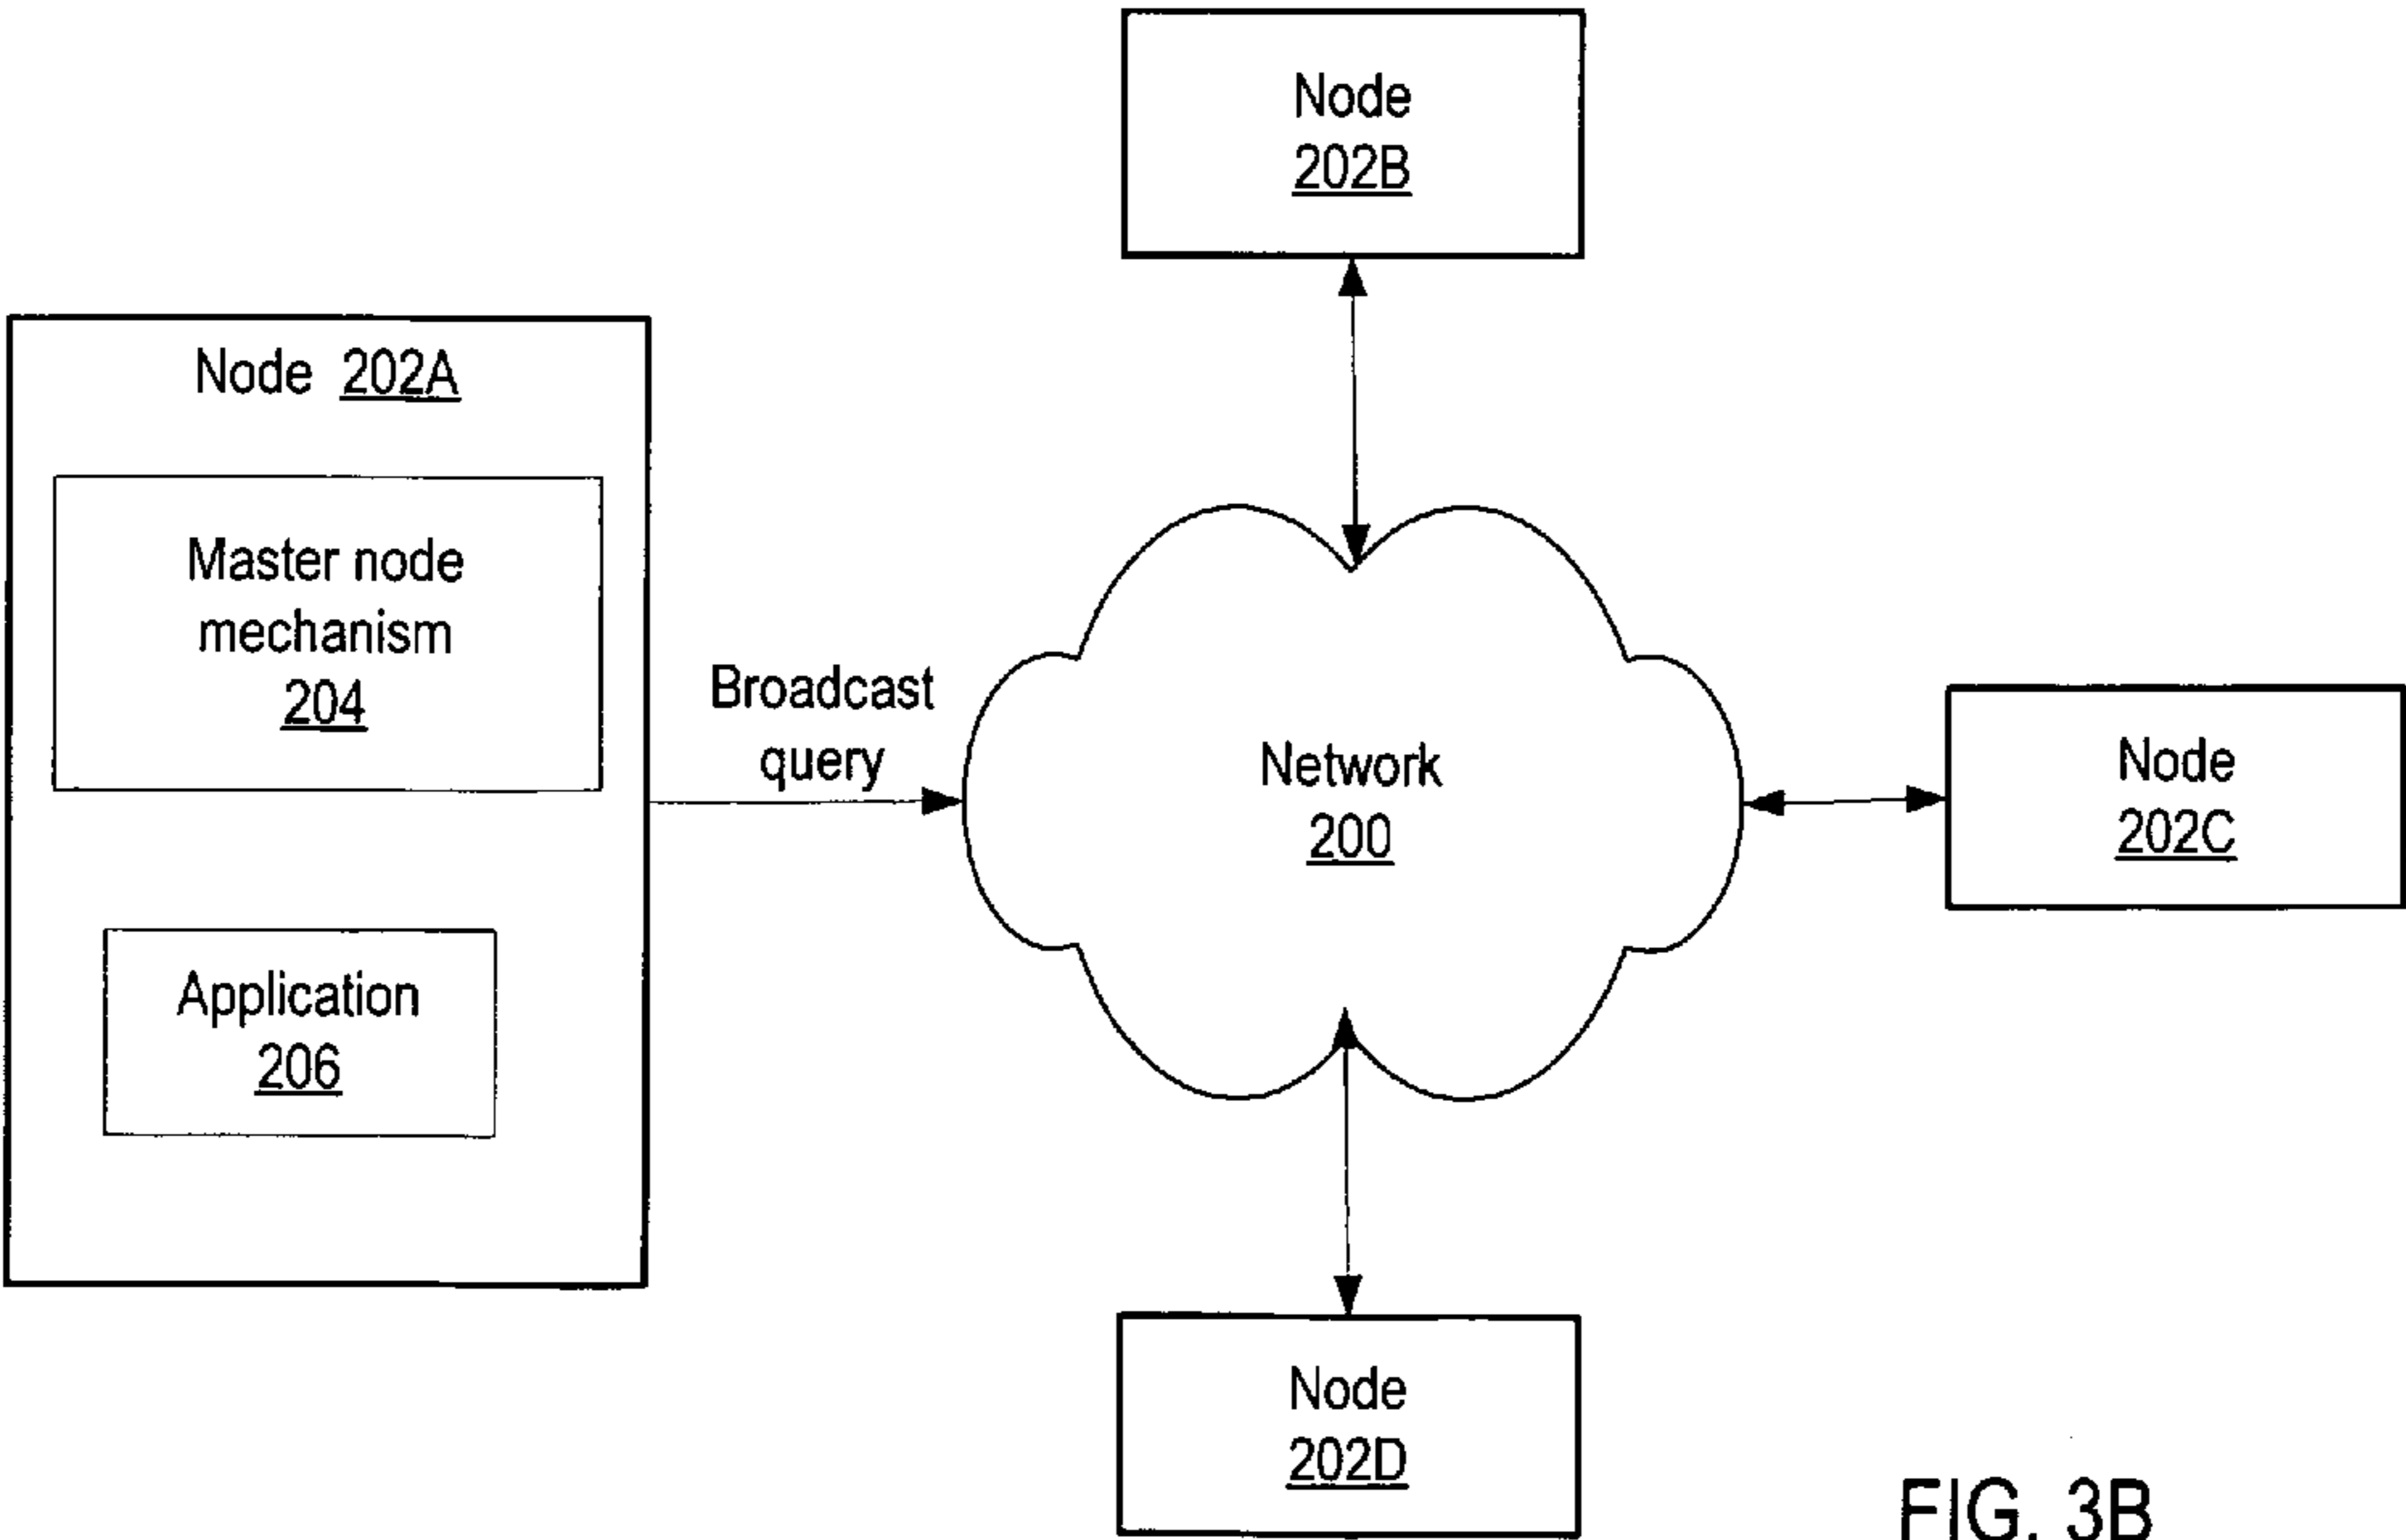 Node
202B
Node 202A
Master node
mechanism
204
Broadcast
query
Network
200
Node
202C
Application
206
Node
202D
FIG. 3B